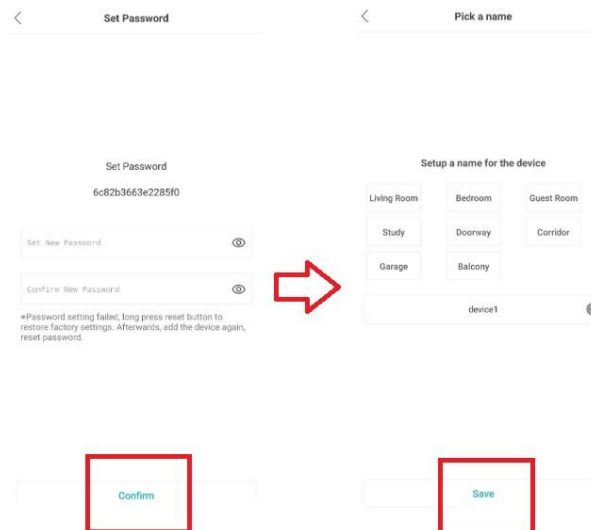 Set Password
Set Password
6c82b3663e2285f0
Set New Password
Confirm New Password
*Password setting failed, long press reset button to
restore factory settings. Afterwards, add the device again,
reset password.
Confirm
Pick a name
Setup a name for the device
Living Room Bedroom Guest Room
Study Doorway Corridor
Garage Balcony
device1
Save